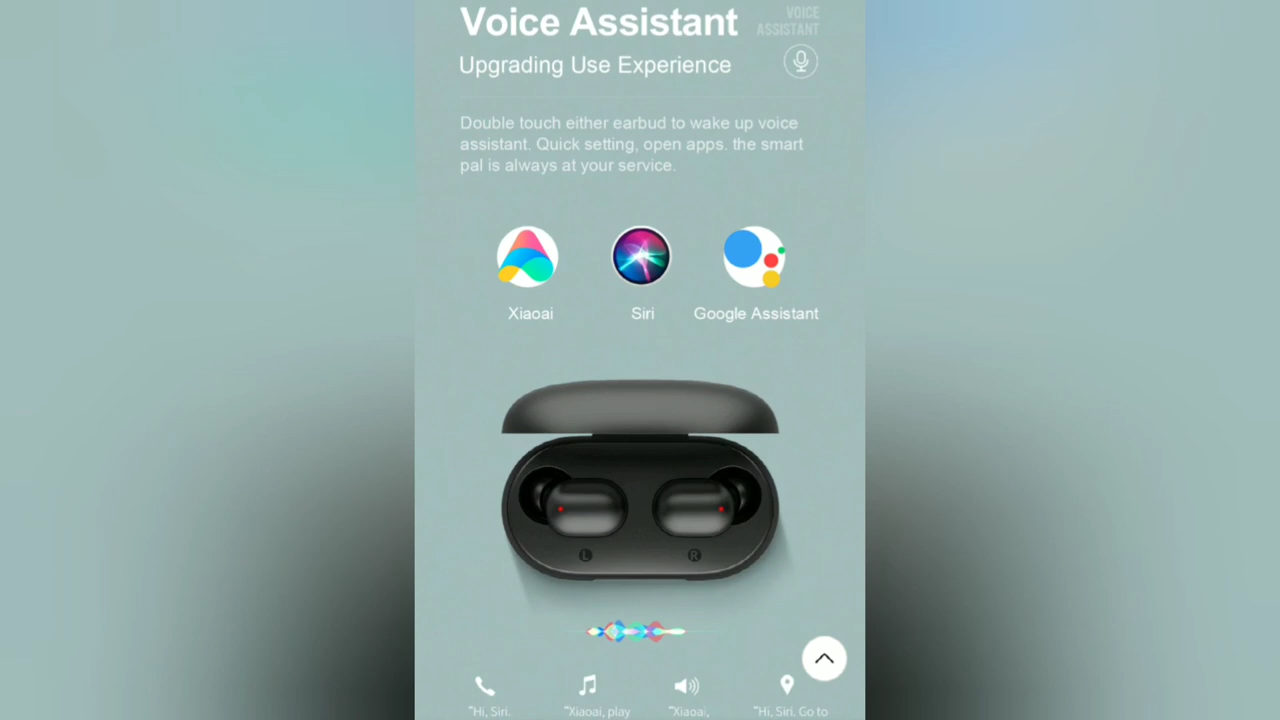 Voice Assistant
VOICE
ASSISTANT
Upgrading Use Experience
Double touch either earbud to wake up voice
assistant. Quick setting, open apps. the smart
pal is always at your service.
Xiaoai
Siri
Google Assistant
L
R
"Hi, Siri.
"Xiaoai, play
"Xiaoai,
"Hi, Siri. Go to